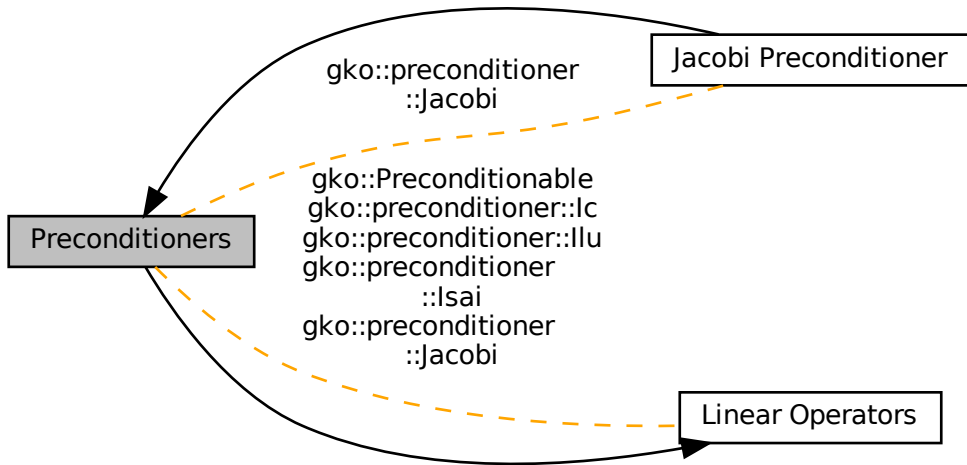 Jacobi Preconditioner
gko::preconditioner
::Jacobi
gko::Preconditionable
gko::preconditioner::Ic
gko::preconditioner::Ilu
gko::preconditioner
::Isai
gko::preconditioner
::Jacobi
Preconditioners
Linear Operators